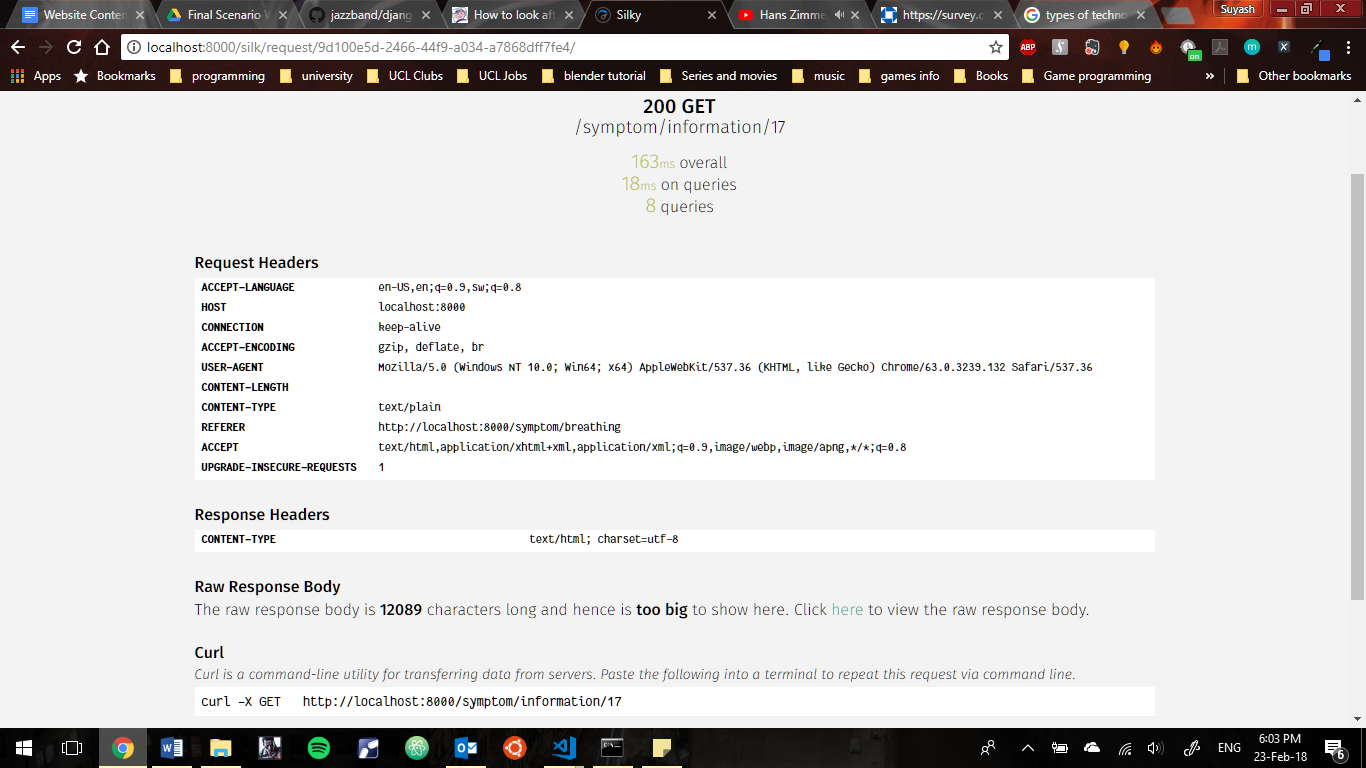 Website Conten
Final Scenario W
jazzband/djang
How to look aft
Silky
Hans Zimme
https://survey.c
types of techno
Suyash
localhost:8000/silk/request/9d100e5d-2466-44f9-a034-a7868dff7fe4/
ABP
on
m
X
Apps
Bookmarks
programming
university
UCL Clubs
UCL Jobs
blender tutorial
Series and movies
music
games info
Books
Game programming
»
Other bookmarks
200 GET
/symptom/information/17
163ms overall
18ms on queries
8 queries
Request Headers
ACCEPT-LANGUAGE en-US,en;q=0.9,sw;q=0.8
HOST localhost:8000
CONNECTION keep-alive
ACCEPT-ENCODING gzip, deflate, br
USER-AGENT Mozilla/5.0 (Windows NT 10.0; Win64; x64) AppleWebKit/537.36 (KHTML, like Gecko) Chrome/63.0.3239.132 Safari/537.36
CONTENT-LENGTH
CONTENT-TYPE text/plain
REFERER http://localhost:8000/symptom/breathing
ACCEPT text/html,application/xhtml+xml,application/xml;q=0.9,image/webp,image/apng,*/*;q=0.8
UPGRADE-INSECURE-REQUESTS 1
Response Headers
CONTENT-TYPE text/html; charset=utf-8
Raw Response Body
The raw response body is 12089 characters long and hence is too big to show here. Click here to view the raw response body.
Curl
Curl is a command-line utility for transferring data from servers. Paste the following into a terminal to repeat this request via command line.
curl -X GET http://localhost:8000/symptom/information/17
ENG
6:03 PM
23-Feb-18
6